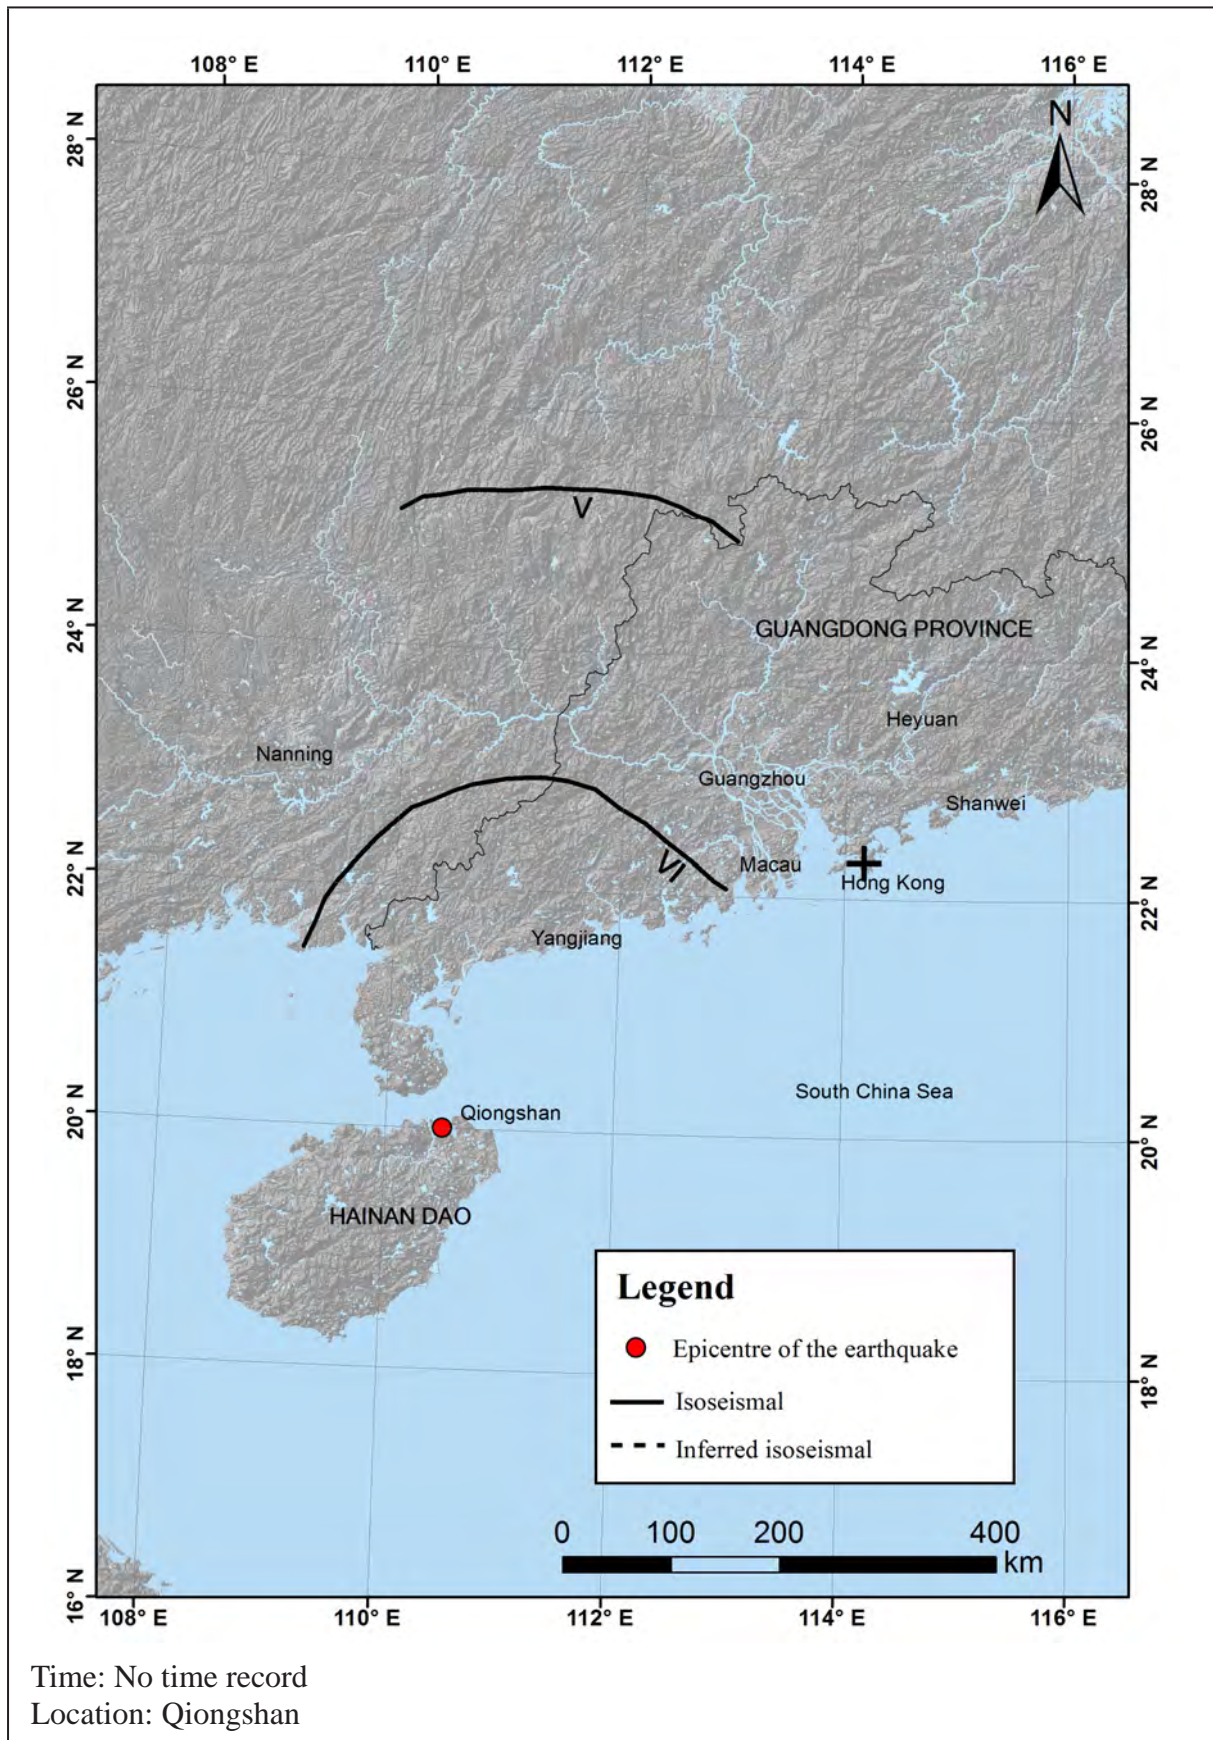 108° E 110° E 112° E 114° E 116° E
N
28° N
28° N
26° N
26° N
V
24° N
GUANGDONG PROVINCE
24° N
Heyuan
Nanning
Guangzhou
Shanwei
VI
Macau
22° N
Hong Kong
22° N
Yangjiang
South China Sea
20° N
Qiongshan
20° N
HAINAN DAO
Legend
Epicentre of the earthquake
18° N
18° N
Isoseismal
Inferred isoseismal
0 100 200 400
km
16° N
108° E 110° E 112° E 114° E 116° E
Time: No time record
Location: Qiongshan